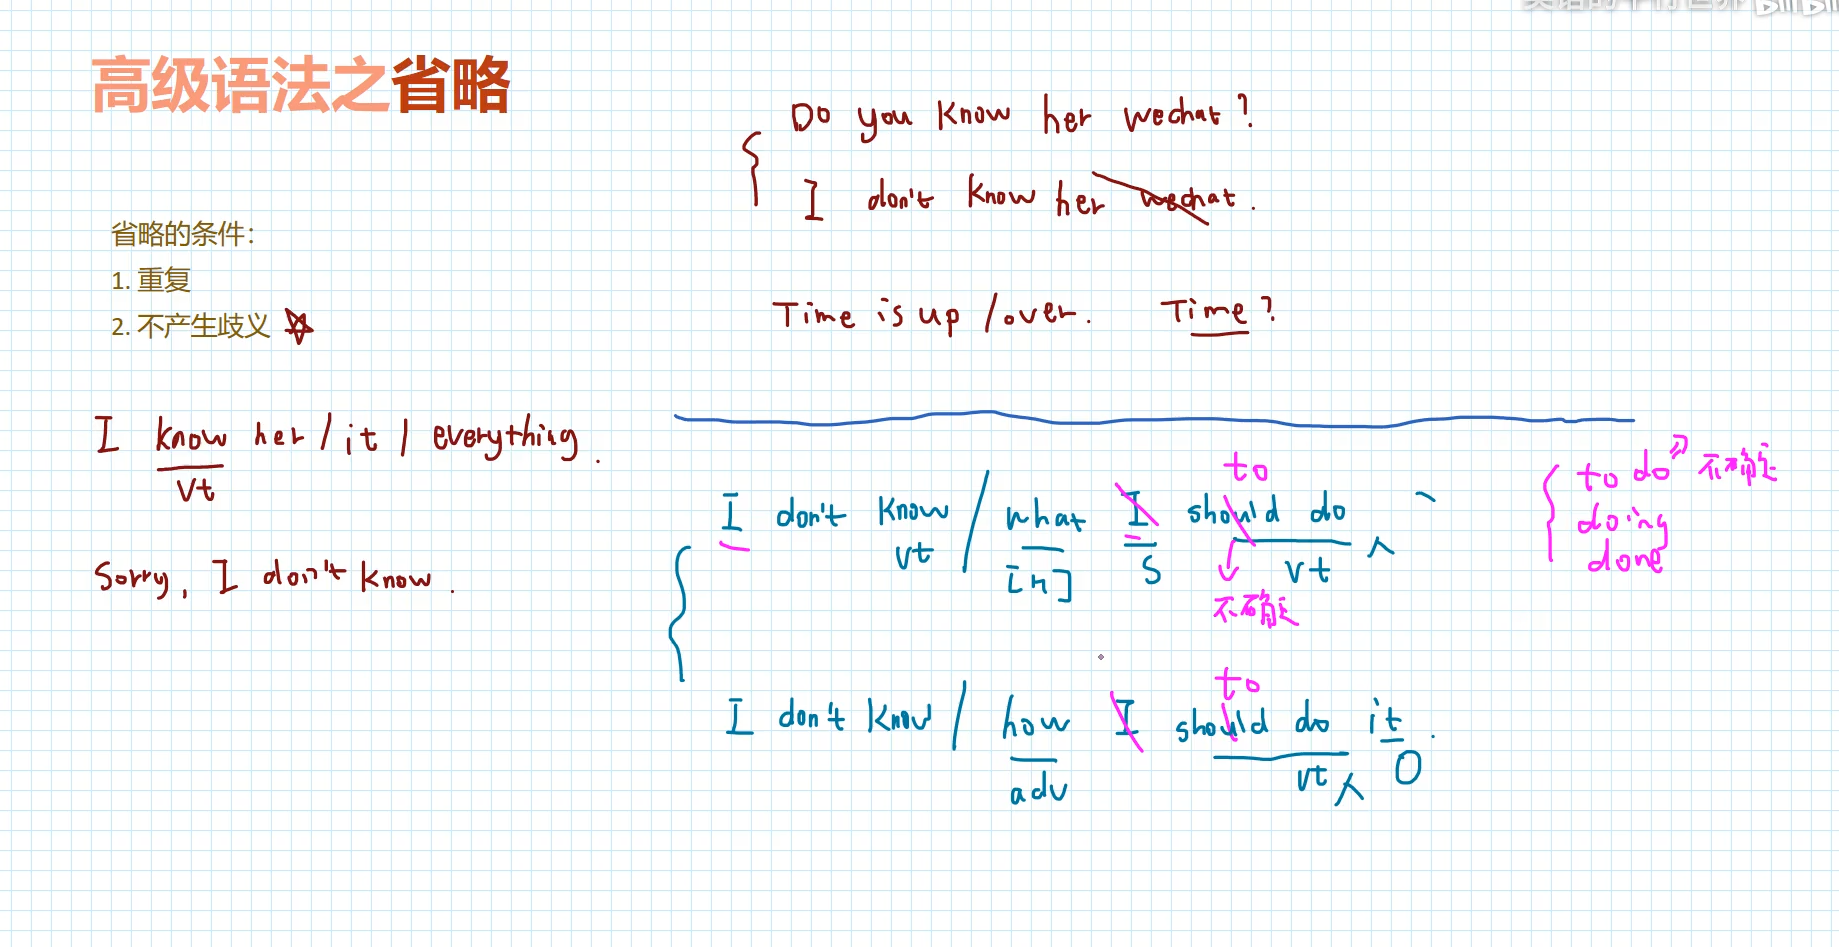 高级语法之省略
Do you know her wechat?
I don't know her wechat.
省略的条件：
1. 重复
2. 不产生歧义
Time is up / over. Time?
I know her / it / everything.
vt
Sorry, I don't know.
to
I don't know / what I should do
vt [n] S vt 人
不确定
to do 不确定
doing
done
to
I don't know / how I should do it.
adv vt 人 O